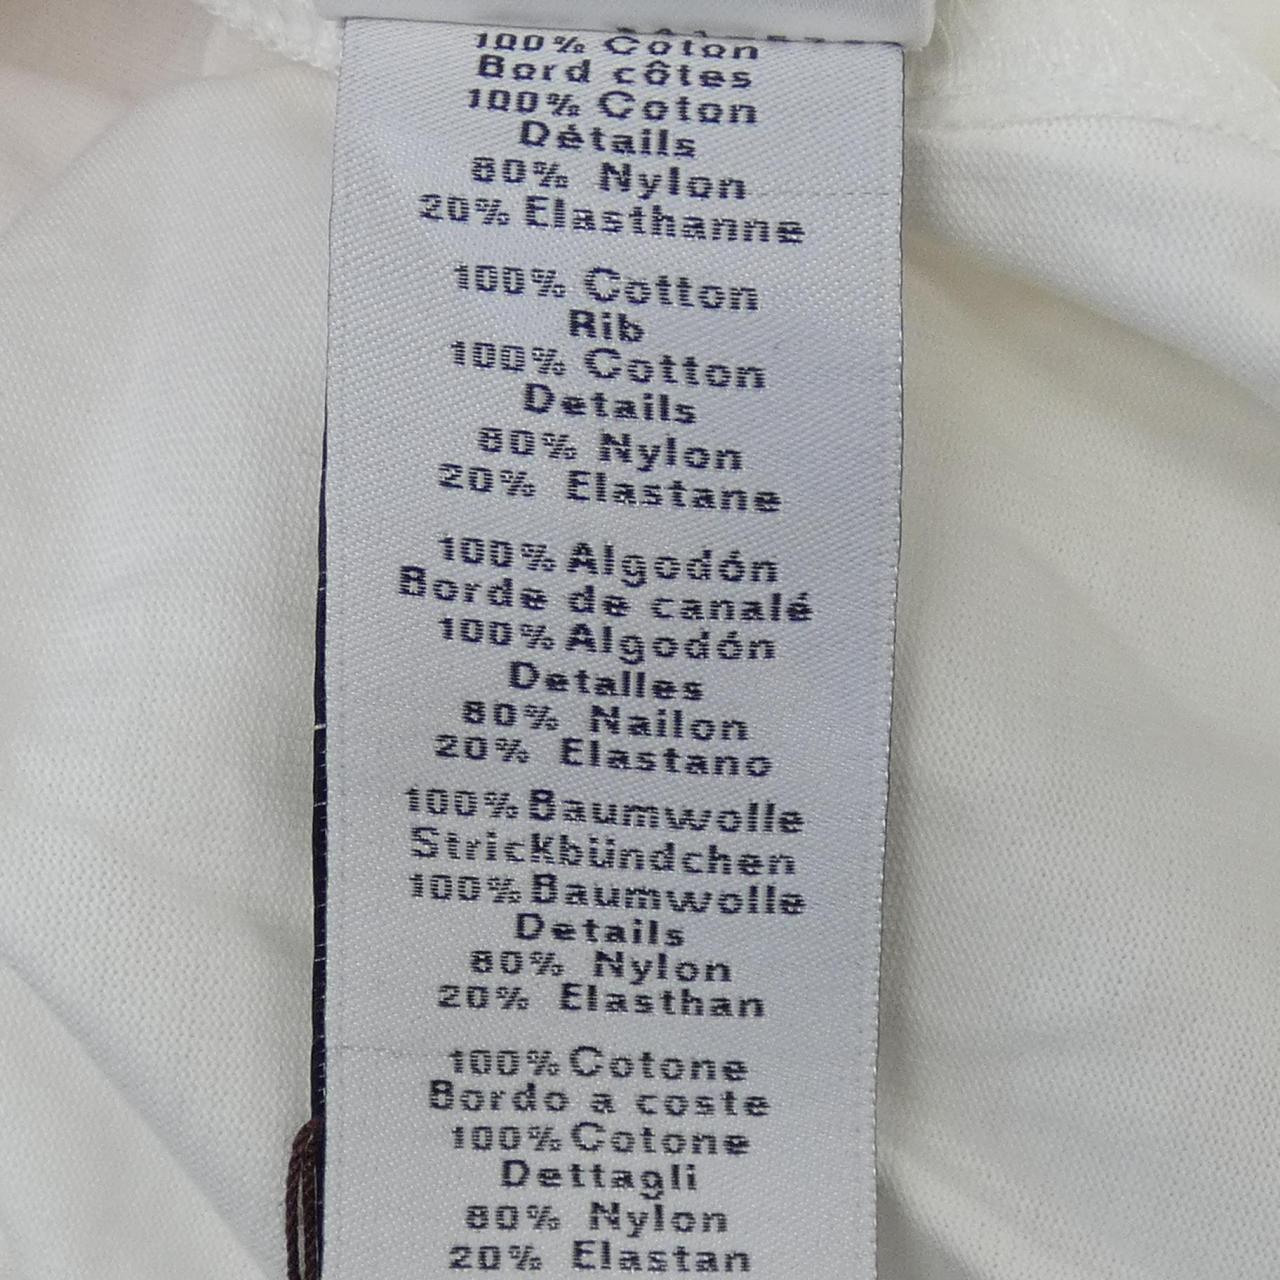 100% Coton
Bord côtes
100% Coton
Détails
80% Nylon
20% Elasthanne
100% Cotton
Rib
100% Cotton
Details
80% Nylon
20% Elastane
100% Algodón
Borde de canalé
100% Algodón
Detalles
80% Nailon
20% Elastano
100% Baumwolle
Strickbündchen
100% Baumwolle
Details
80% Nylon
20% Elasthan
100% Cotone
Bordo a coste
100% Cotone
Dettagli
80% Nylon
20% Elastan